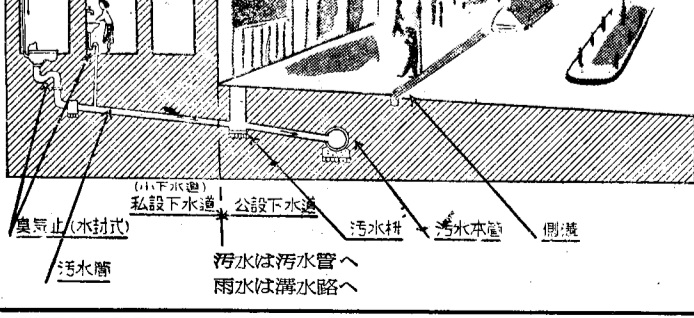 (小下水道)
私設下水道
公設下水道
臭気止(水封式)
汚水桝
汚水本管
側溝
汚水管
汚水は汚水管へ
雨水は溝水路へ